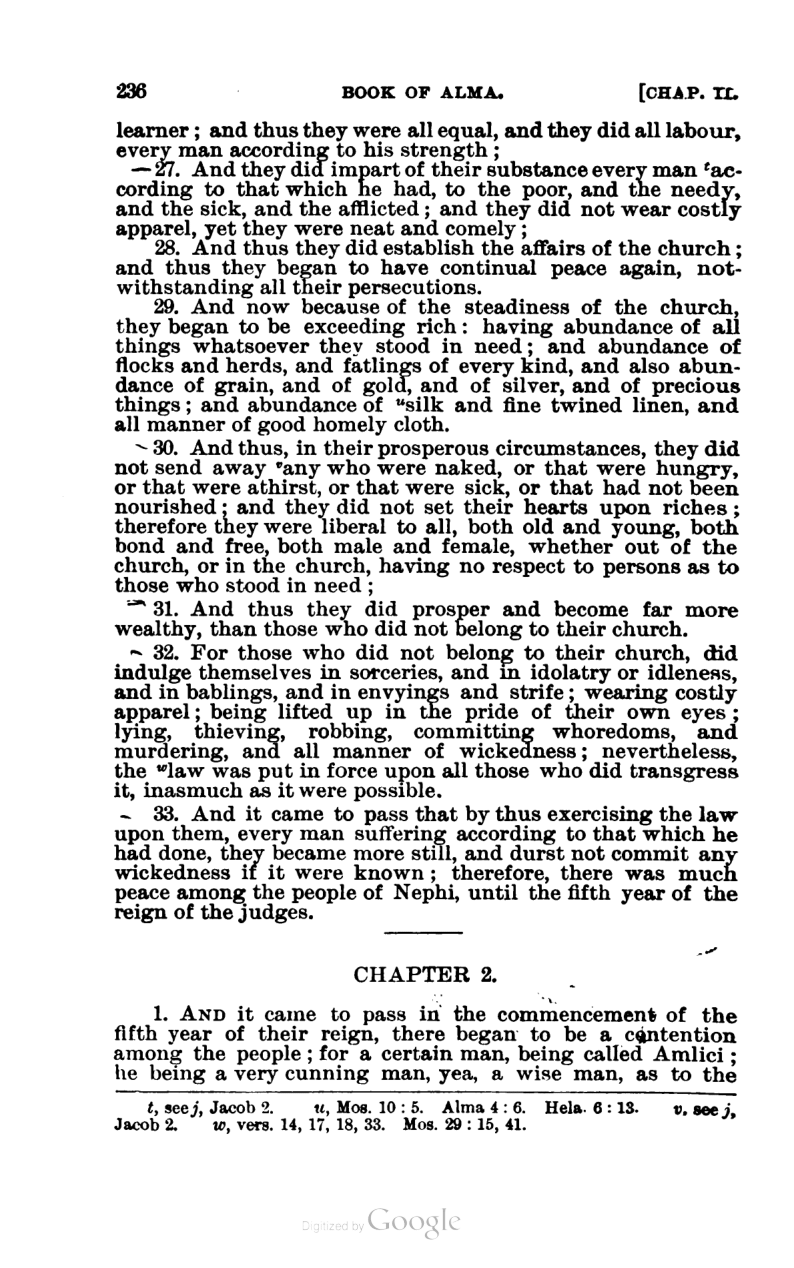 236 BOOK OF ALMA. [CHAP. II.
learner ; and thus they were all equal, and they did all labour,
every man according to his strength ;
—27. And they did impart of their substance every man ᵗac-
cording to that which he had, to the poor, and the needy,
and the sick, and the afflicted ; and they did not wear costly
apparel, yet they were neat and comely ;
28. And thus they did establish the affairs of the church ;
and thus they began to have continual peace again, not-
withstanding all their persecutions.
29. And now because of the steadiness of the church,
they began to be exceeding rich : having abundance of all
things whatsoever they stood in need ; and abundance of
flocks and herds, and fatlings of every kind, and also abun-
dance of grain, and of gold, and of silver, and of precious
things ; and abundance of ᵘsilk and fine twined linen, and
all manner of good homely cloth.
30. And thus, in their prosperous circumstances, they did
not send away ᵛany who were naked, or that were hungry,
or that were athirst, or that were sick, or that had not been
nourished ; and they did not set their hearts upon riches ;
therefore they were liberal to all, both old and young, both
bond and free, both male and female, whether out of the
church, or in the church, having no respect to persons as to
those who stood in need ;
31. And thus they did prosper and become far more
wealthy, than those who did not belong to their church.
32. For those who did not belong to their church, did
indulge themselves in sorceries, and in idolatry or idleness,
and in bablings, and in envyings and strife ; wearing costly
apparel ; being lifted up in the pride of their own eyes ;
lying, thieving, robbing, committing whoredoms, and
murdering, and all manner of wickedness ; nevertheless,
the ʷlaw was put in force upon all those who did transgress
it, inasmuch as it were possible.
33. And it came to pass that by thus exercising the law
upon them, every man suffering according to that which he
had done, they became more still, and durst not commit any
wickedness if it were known ; therefore, there was much
peace among the people of Nephi, until the fifth year of the
reign of the judges.
CHAPTER 2.
1. AND it came to pass in the commencement of the
fifth year of their reign, there began to be a contention
among the people ; for a certain man, being called Amlici ;
he being a very cunning man, yea, a wise man, as to the
t, see j, Jacob 2. u, Mos. 10 : 5. Alma 4 : 6. Hela. 6 : 13. v, see j,
Jacob 2. w, vers. 14, 17, 18, 33. Mos. 29 : 15, 41.
Digitized by Google